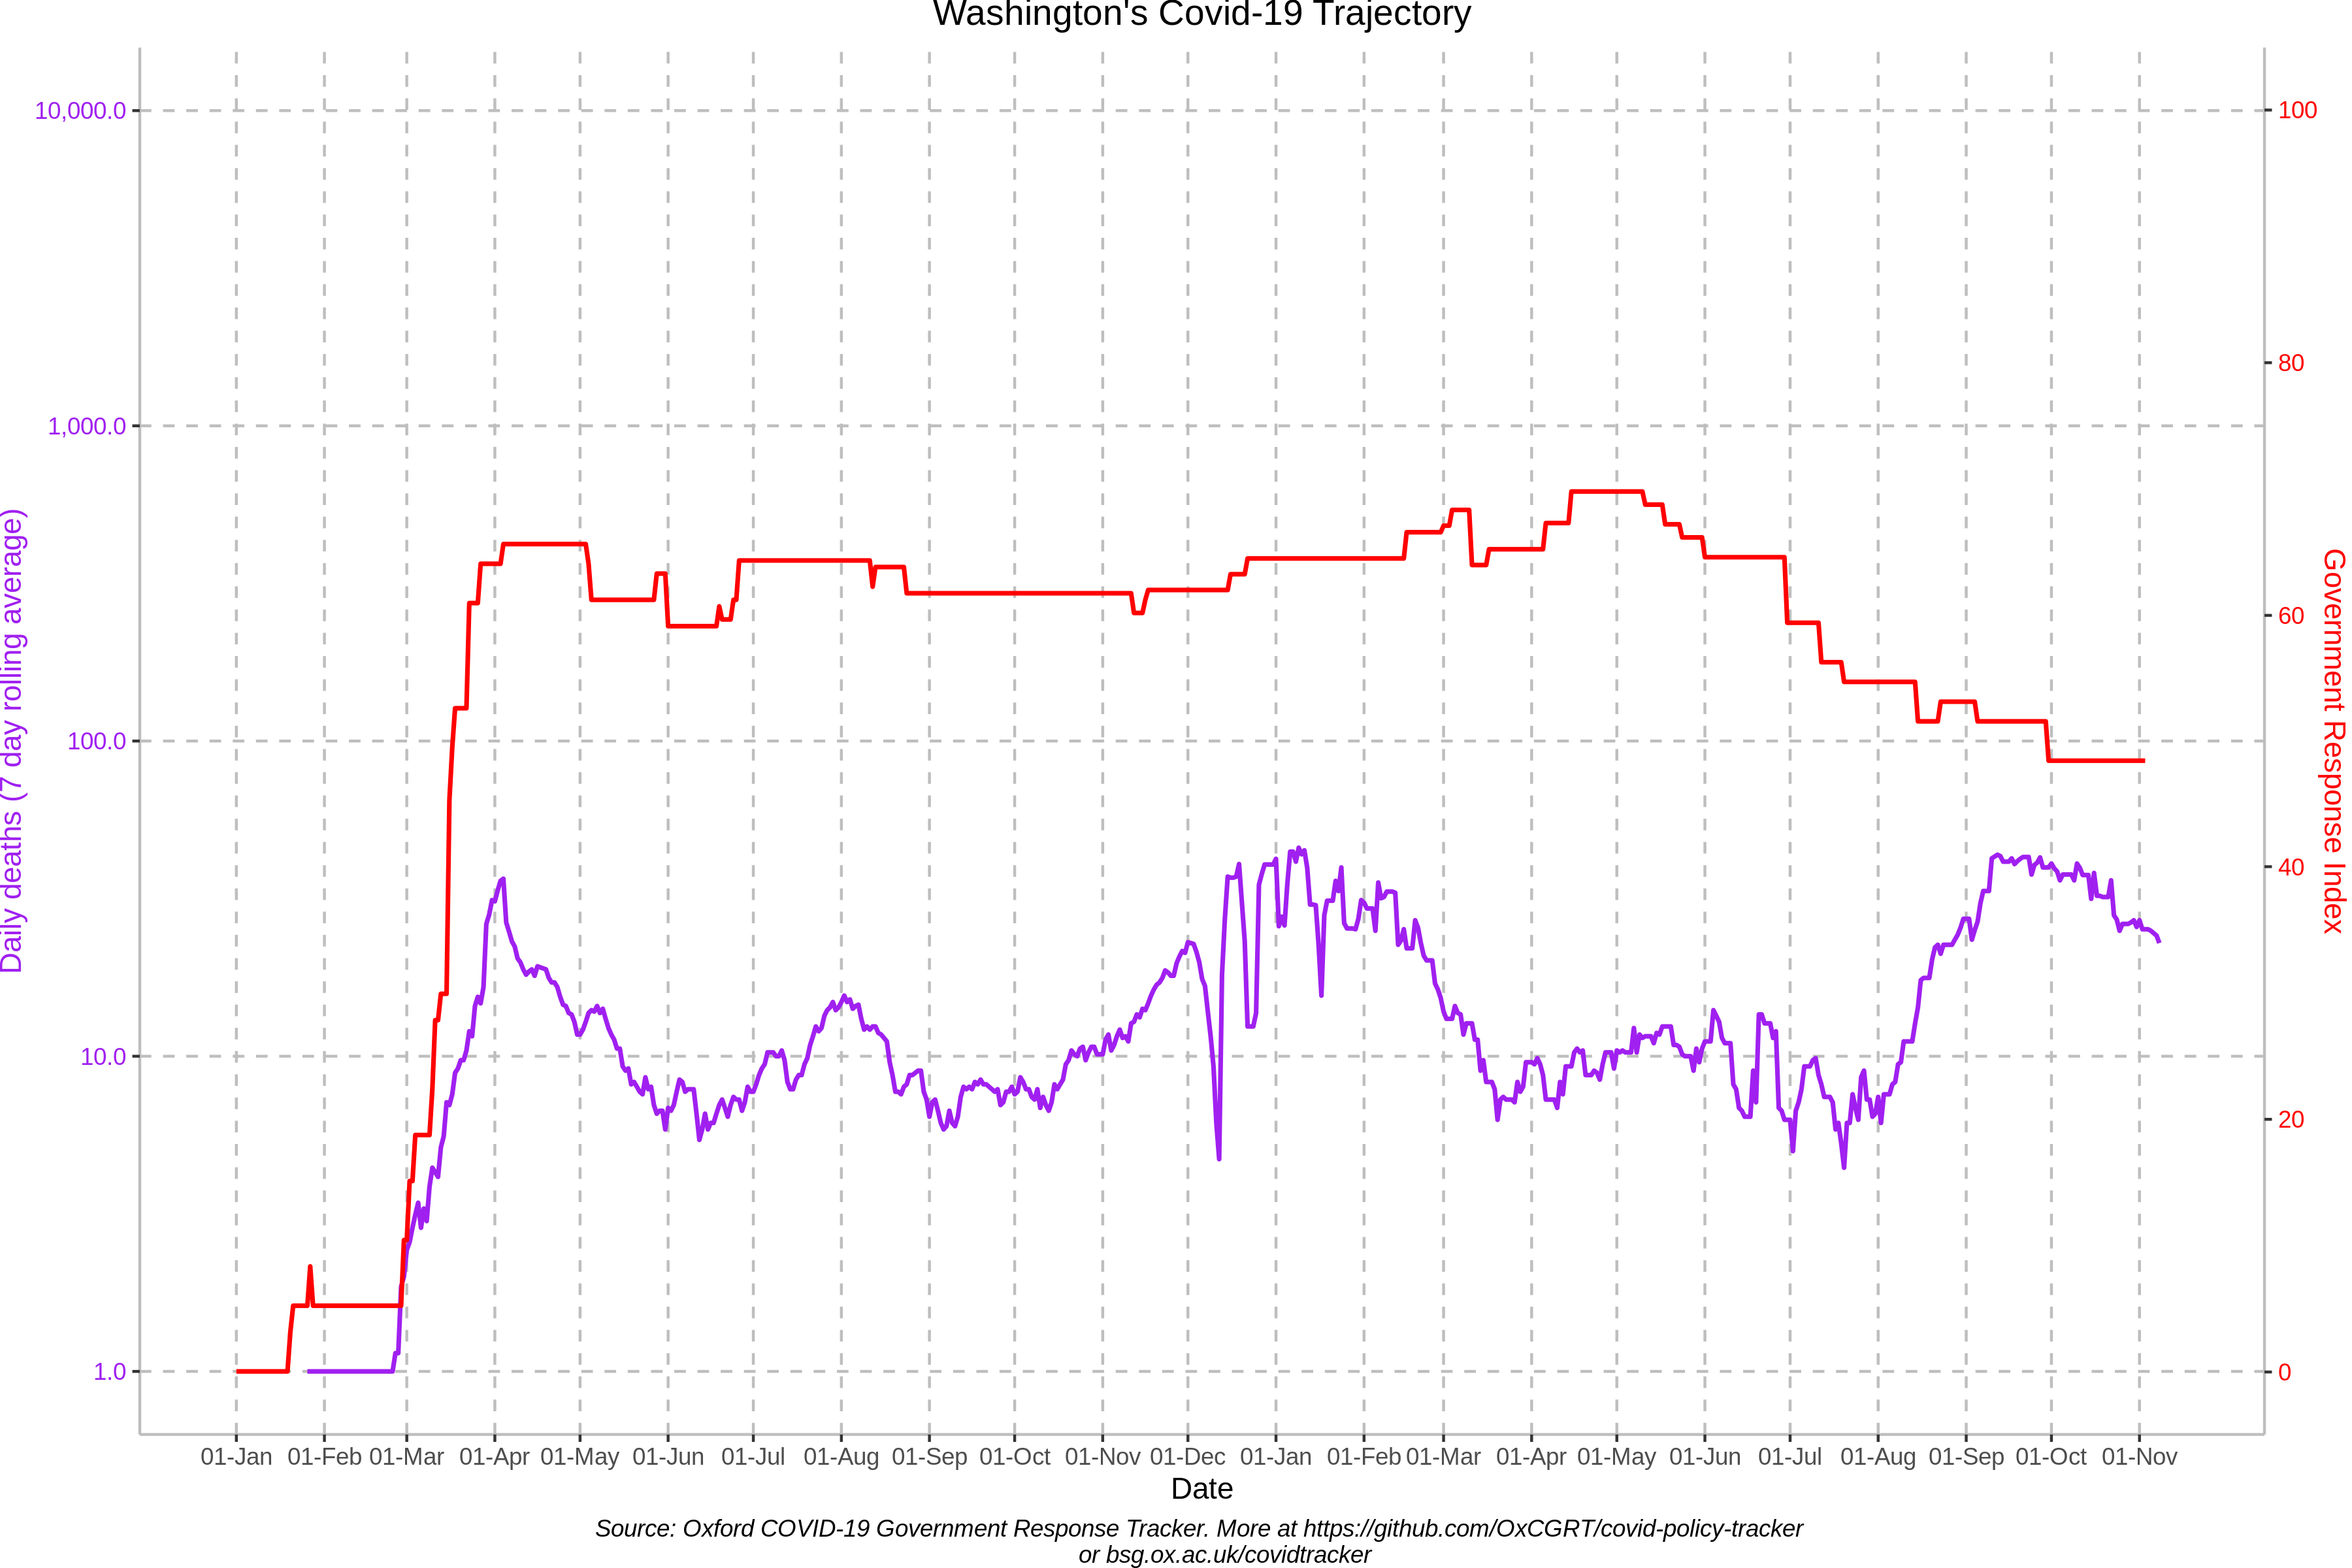 Washington's Covid-19 Trajectory
10,000.0
1,000.0
100.0
10.0
1.0
Daily deaths (7 day rolling average)
100
80
60
40
20
0
Government Response Index
01-Jan 01-Feb 01-Mar 01-Apr 01-May 01-Jun 01-Jul 01-Aug 01-Sep 01-Oct 01-Nov 01-Dec 01-Jan 01-Feb 01-Mar 01-Apr 01-May 01-Jun 01-Jul 01-Aug 01-Sep 01-Oct 01-Nov
Date
Source: Oxford COVID-19 Government Response Tracker. More at https://github.com/OxCGRT/covid-policy-tracker
or bsg.ox.ac.uk/covidtracker